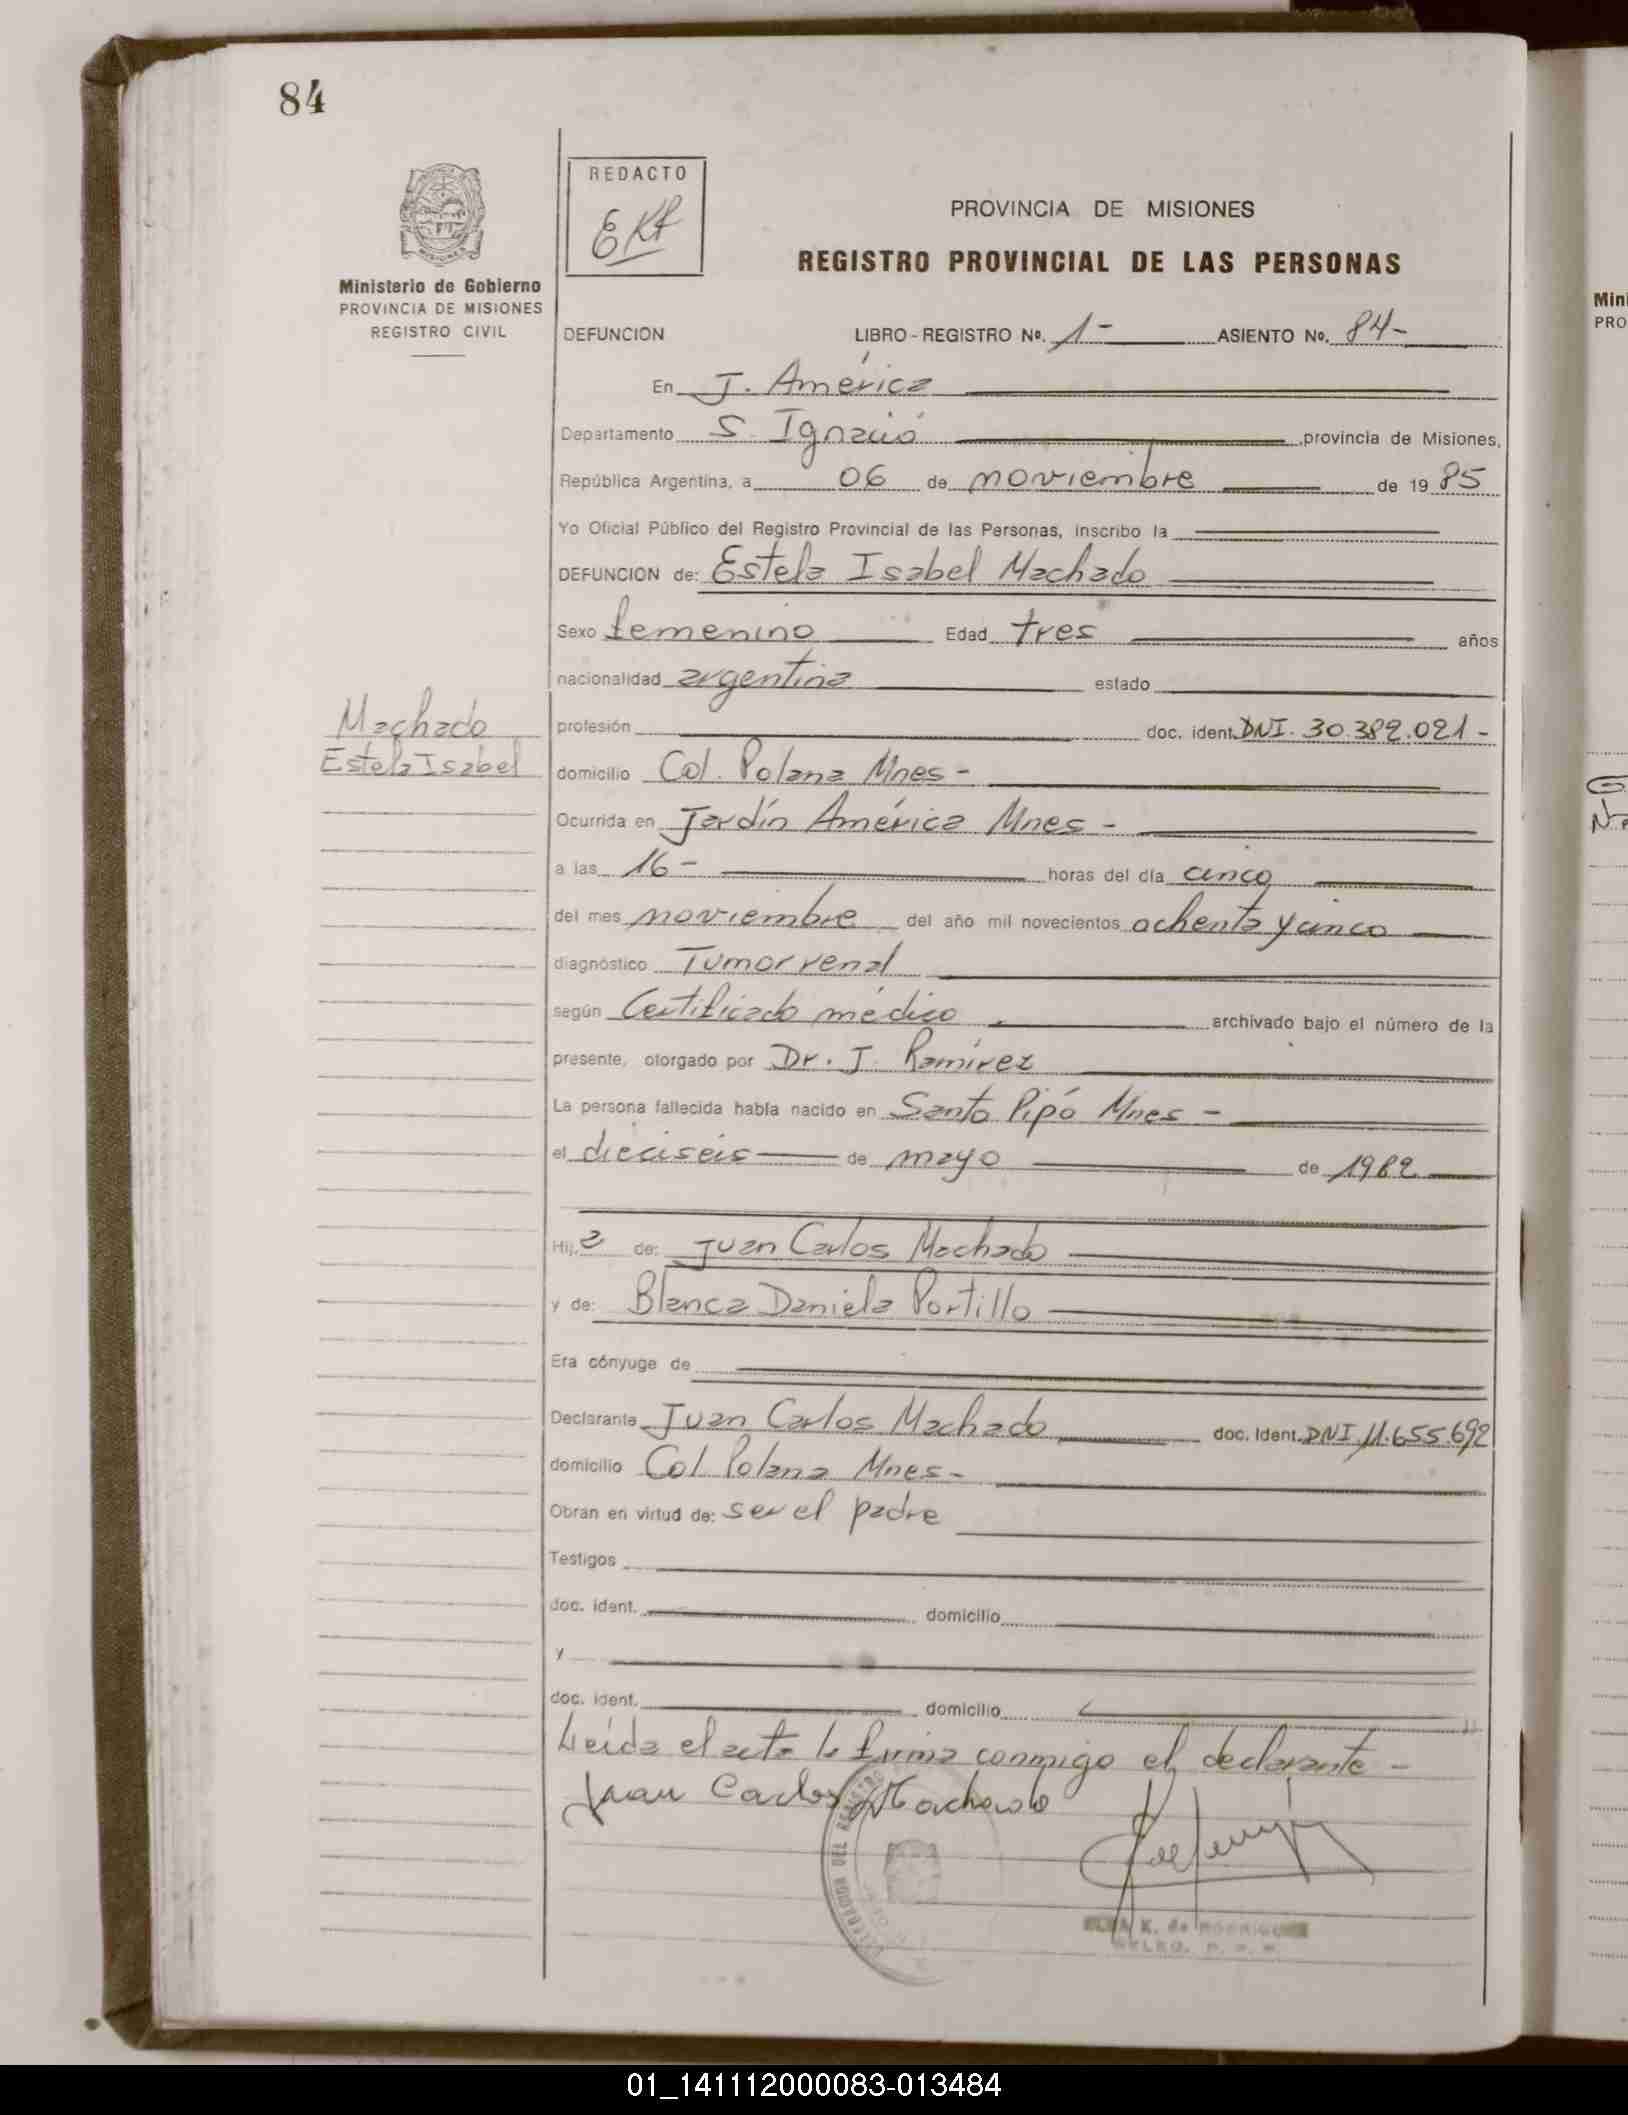 84
REDACTO
EKR
Ministerio de Gobierno
PROVINCIA DE MISIONES
REGISTRO CIVIL
PROVINCIA DE MISIONES
REGISTRO PROVINCIAL DE LAS PERSONAS
DEFUNCION LIBRO-REGISTRO Nº. 1- ASIENTO Nº. 84-
En J. América
Departamento S. Ignacio provincia de Misiones,
República Argentina, a 06 de noviembre de 1985
Yo Oficial Público del Registro Provincial de las Personas, inscribo la
DEFUNCION de: Estela Isabel Machado
Sexo femenino Edad tres años
nacionalidad argentina estado
Machado
Estela Isabel
profesión doc. ident. DNI. 30.382.021-
domicilio Col. Polana Mnes-
Ocurrida en Jardín América Mnes-
a las 16- horas del día cinco
del mes noviembre del año mil novecientos ochenta y cinco
diagnóstico Tumor renal
según Certificado médico archivado bajo el número de la
presente, otorgado por Dr. J. Ramírez
La persona fallecida había nacido en Santo Pipó Mnes-
el dieciseis de mayo de 1982
Hija de: Juan Carlos Machado
y de: Blanca Daniela Portillo
Era cónyuge de
Declarante Juan Carlos Machado doc. Ident. DNI 11.655.692
domicilio Col. Polana Mnes-
Obran en virtud de: ser el padre
Testigos
doc. ident. domicilio
y
doc. ident. domicilio
Leída el acta la firma conmigo el declarante-
Juan Carlos Machado
DEL REGISTRO
K. de
Min
PRO
01_141112000083-013484